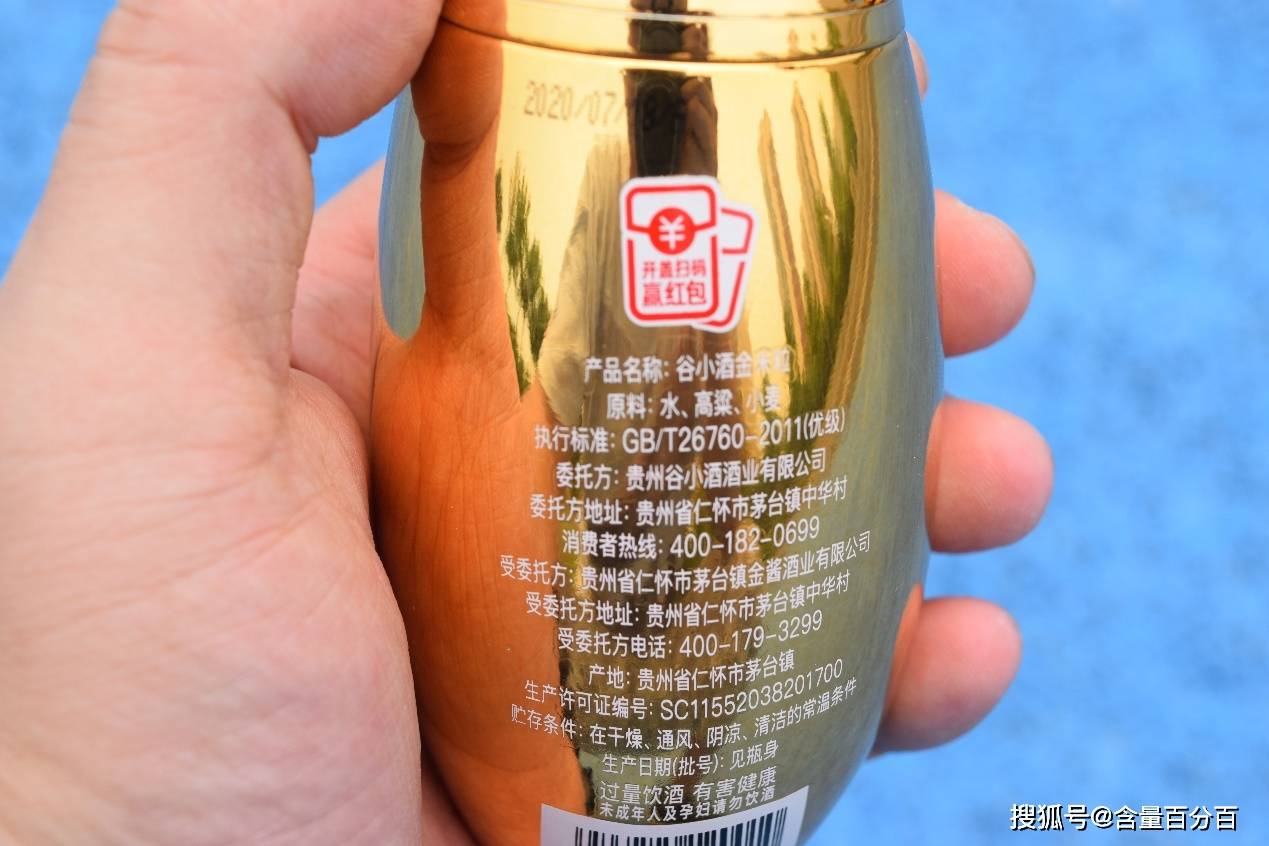 2020/07/
¥
开盖扫码
赢红包
产品名称: 谷小酒金米粒
原料: 水、高粱、小麦
执行标准: GB/T26760-2011(优级)
委托方: 贵州谷小酒酒业有限公司
委托方地址: 贵州省仁怀市茅台镇中华村
消费者热线: 400-182-0699
受委托方: 贵州省仁怀市茅台镇金酱酒业有限公司
受委托方地址: 贵州省仁怀市茅台镇中华村
受委托方电话: 400-179-3299
产地: 贵州省仁怀市茅台镇
生产许可证编号: SC11552038201700
贮存条件: 在干燥、通风、阴凉、清洁的常温条件
生产日期(批号): 见瓶身
过量饮酒 有害健康
未成年人及孕妇请勿饮酒
搜狐号@含量百分百